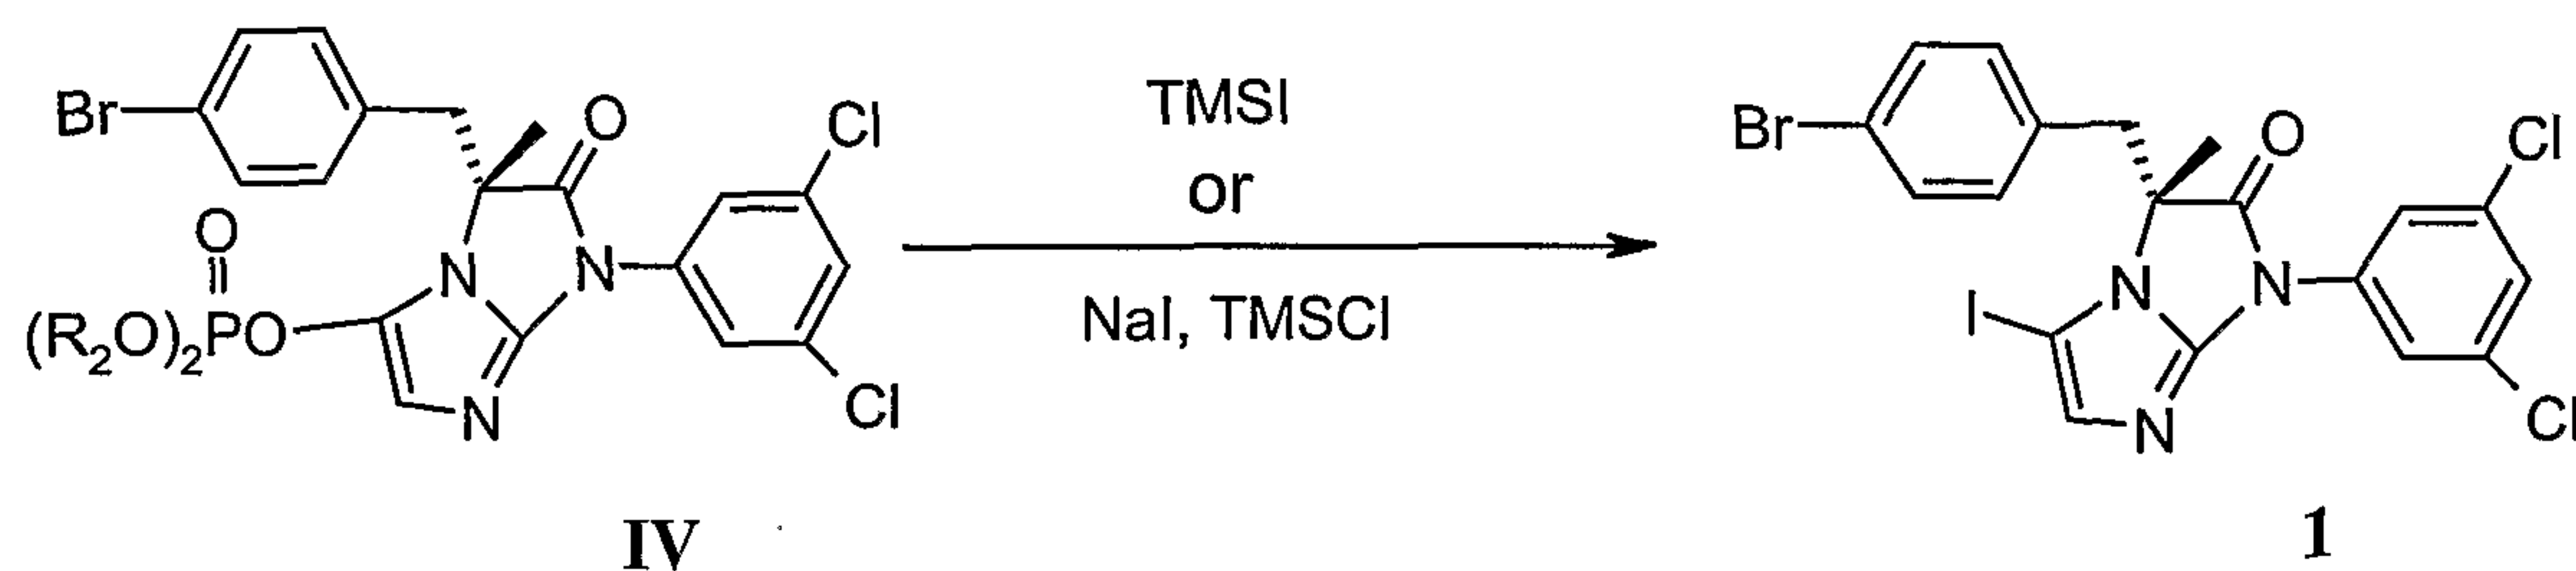 Br
O
Cl
O
(R2O)2PO
N
N
N
Cl
IV
TMSI
or
NaI, TMSCl
Br
O
Cl
I
N
N
N
Cl
1